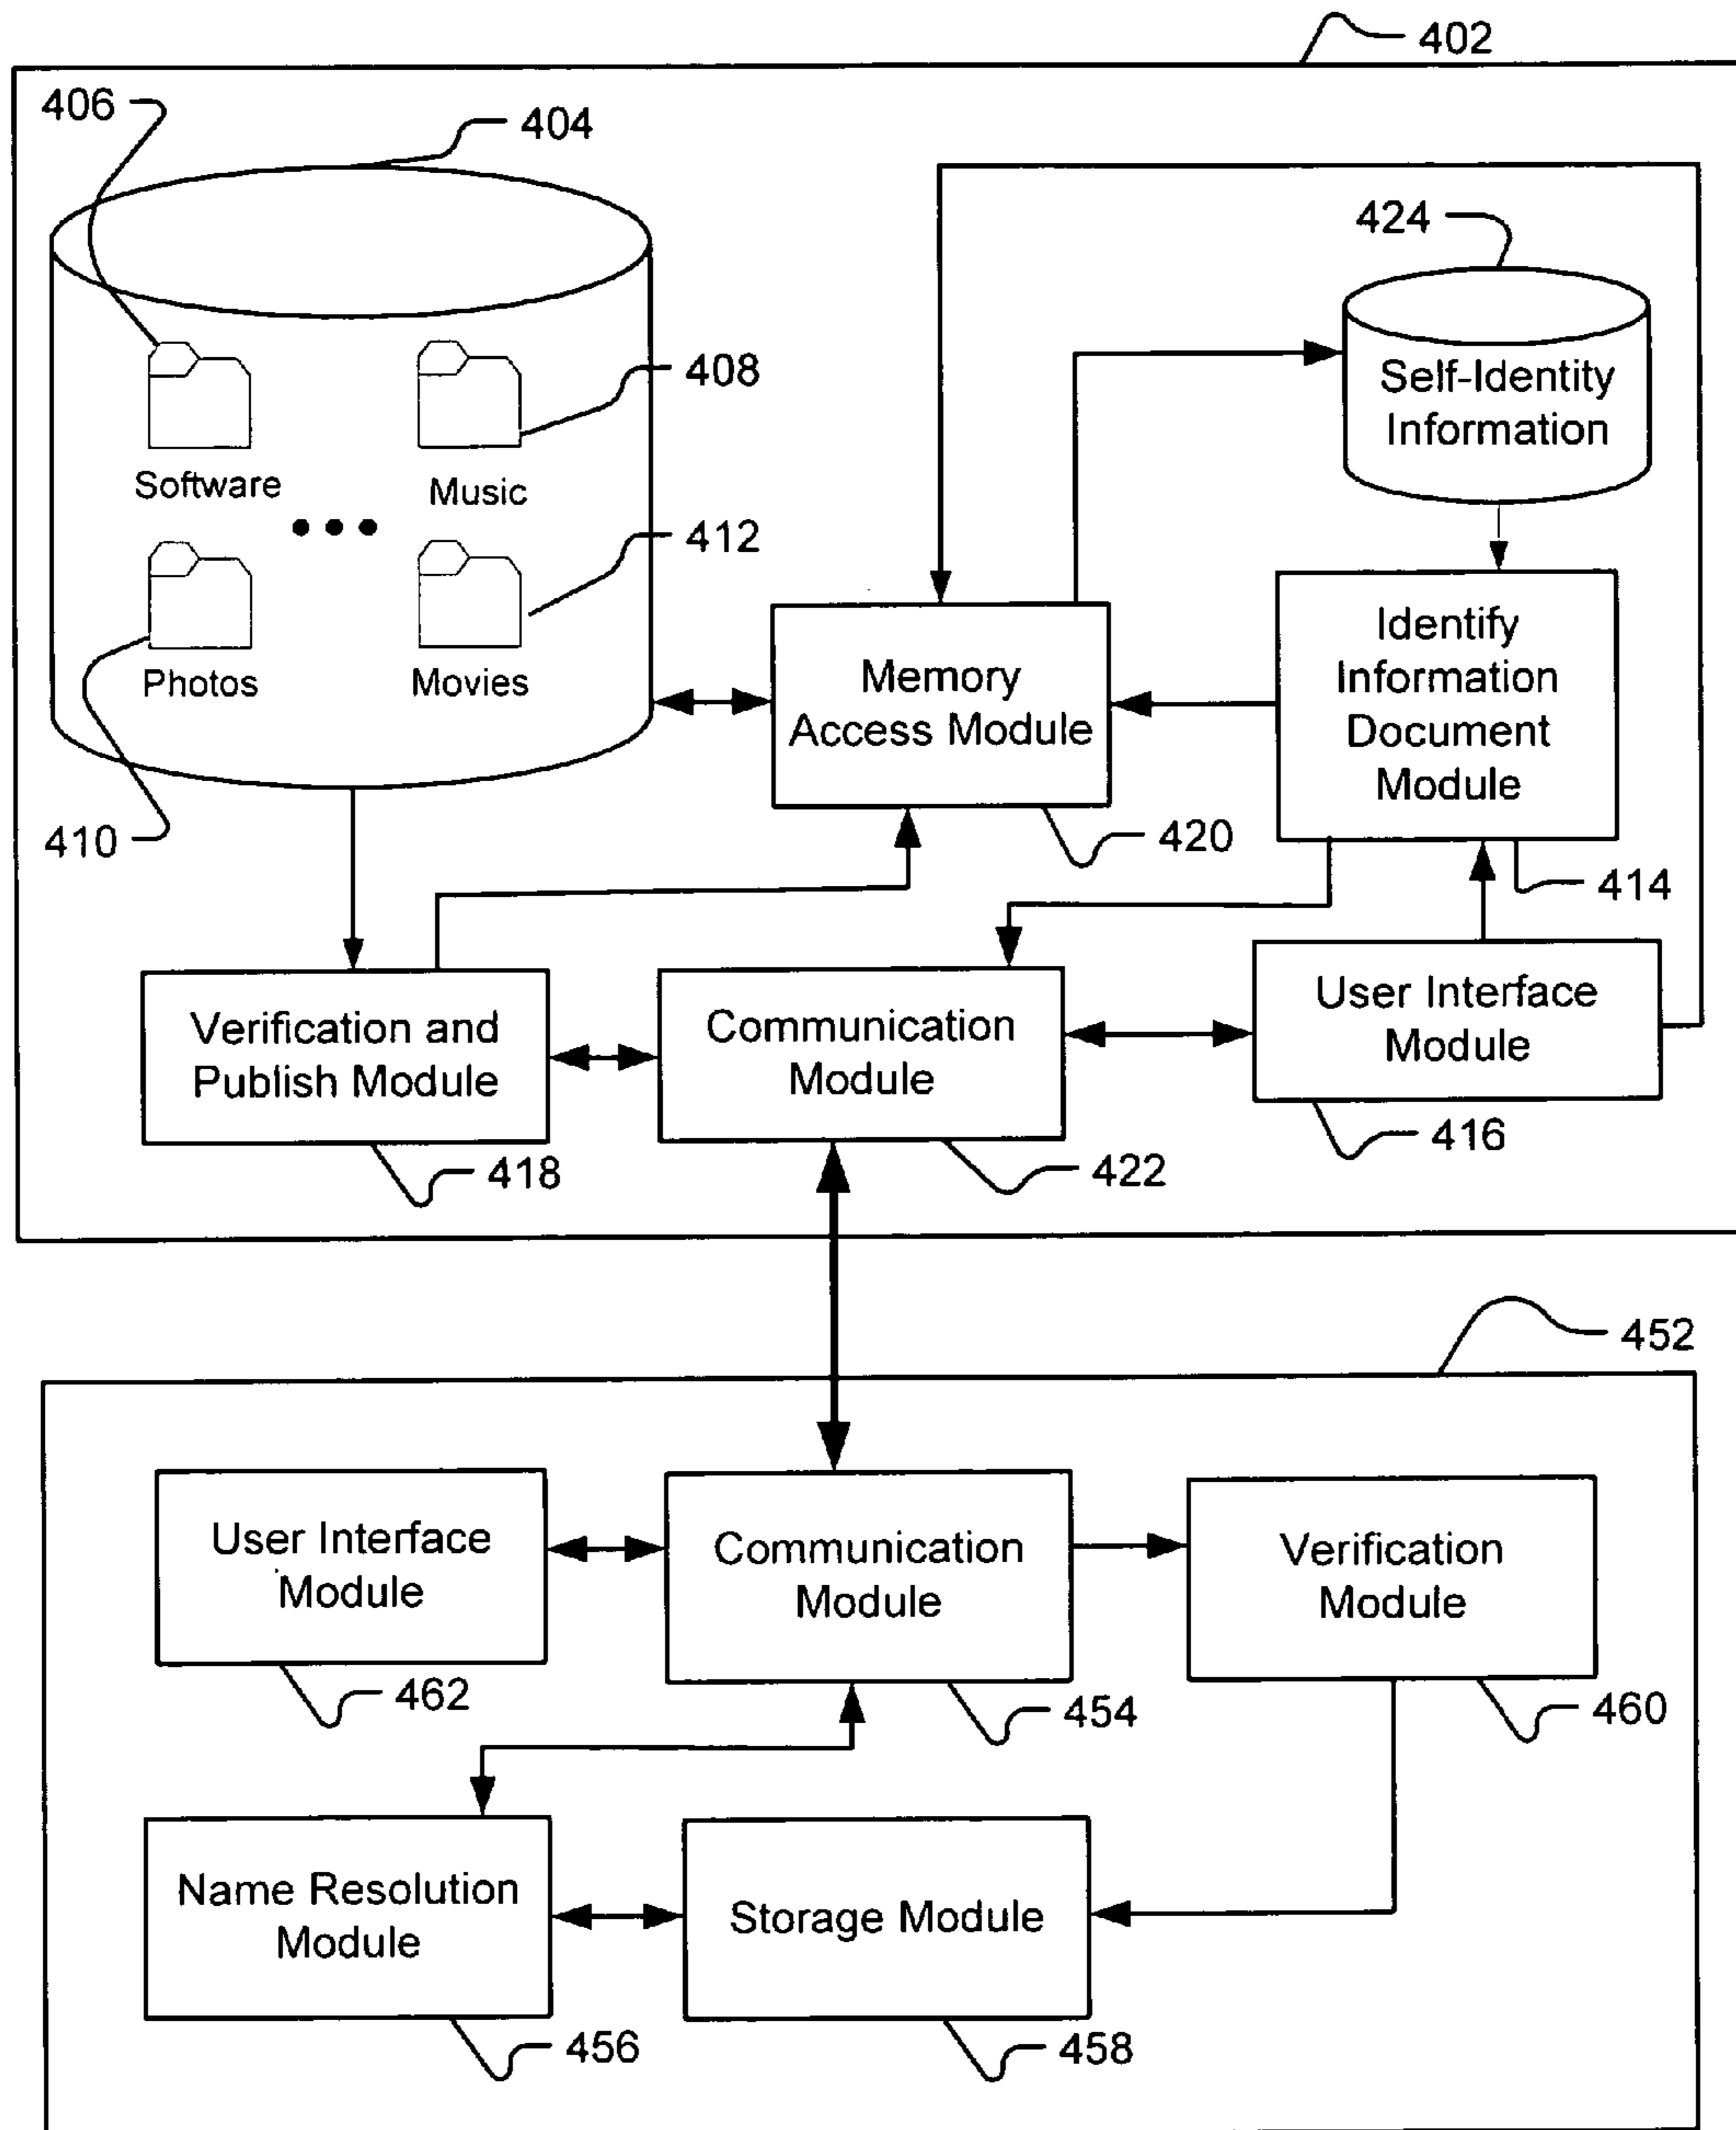 402
406
404
424
Self-Identity
Information
408
Software
Music
412
Identify
Information
Document
Module
Memory
Access Module
Photos
Movies
410
420
414
User Interface
Module
Verification and
Publish Module
Communication
Module
416
418
422
452
User Interface
Module
Communication
Module
Verification
Module
462
454
460
Name Resolution
Module
Storage Module
456
458